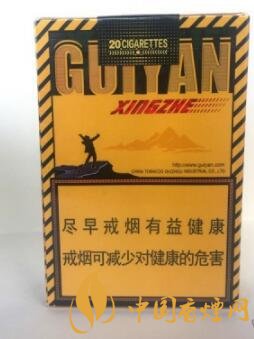 20 CIGARETTES
GUIYAN
XINGZHE
http://www.guiyan.com
CHINA TOBACCO GUIZHOU INDUSTRIAL CO., LTD
尽早戒烟有益健康
戒烟可减少对健康的危害
中国香烟网